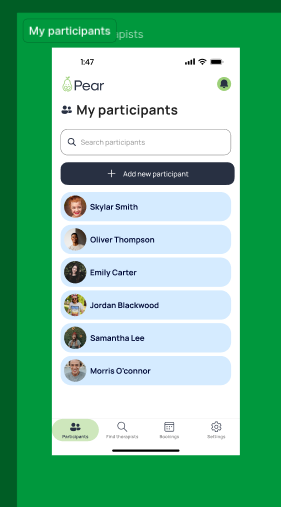 My participants
apists
1:47
Pear
My participants
Search participants
+ Add new participant
Skylar Smith
Oliver Thompson
Emily Carter
Jordan Blackwood
Samantha Lee
Morris O'connor
Participants
Find therapists
Bookings
Settings